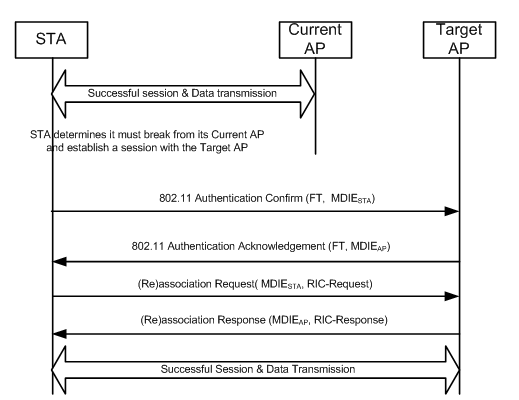 STA
Current
AP
Target
AP
Successful session & Data transmission
STA determines it must break from its Current AP
and establish a session with the Target AP
802.11 Authentication Confirm (FT, MDIESTA)
802.11 Authentication Acknowledgement (FT, MDIEAP)
(Re)association Request( MDIESTA, RIC-Request)
(Re)association Response (MDIEAP, RIC-Response)
Successful Session & Data Transmission